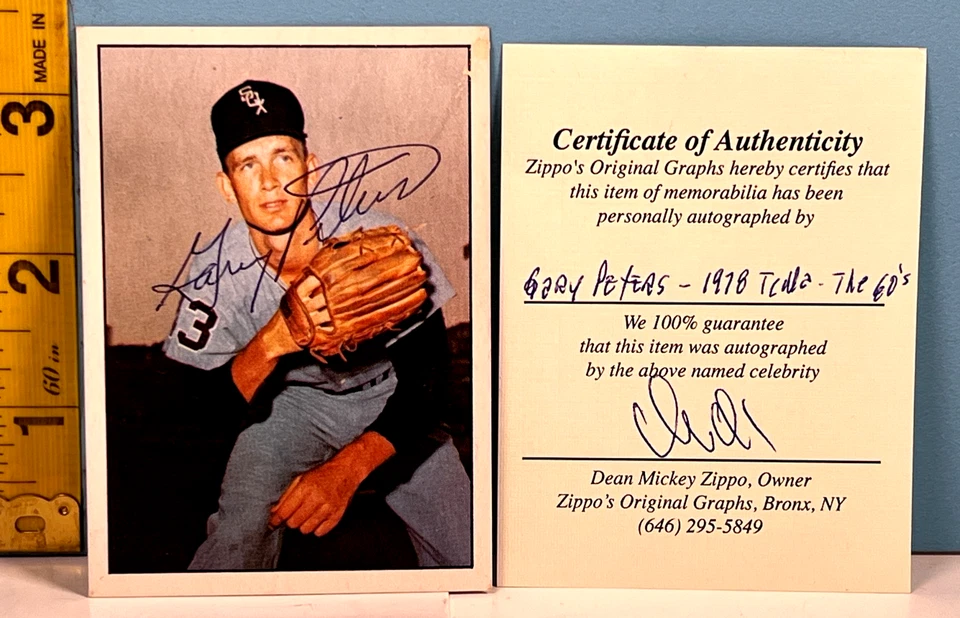 MADE IN
3
2
60 in
1
SOX
Gary Peters
3
Certificate of Authenticity
Zippo's Original Graphs hereby certifies that
this item of memorabilia has been
personally autographed by
Gary Peters - 1978 TCMA - The 60's
We 100% guarantee
that this item was autographed
by the above named celebrity
Dean Mickey Zippo, Owner
Zippo's Original Graphs, Bronx, NY
(646) 295-5849